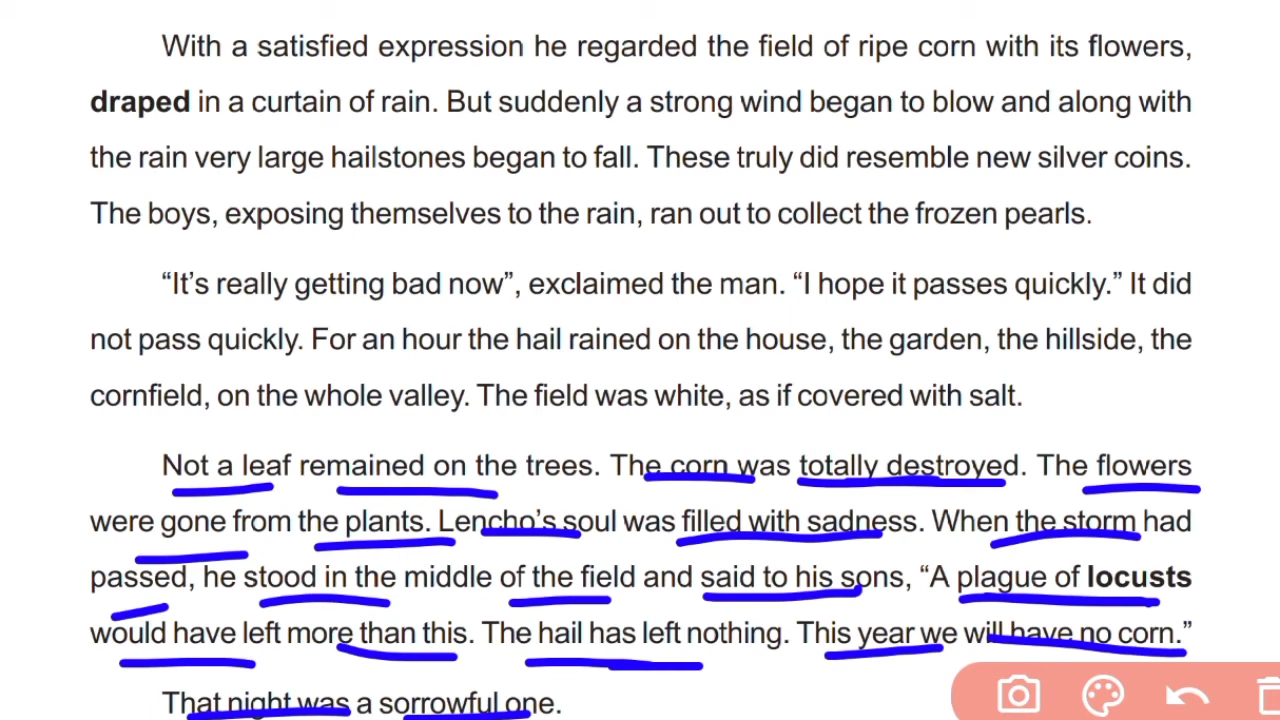 With a satisfied expression he regarded the field of ripe corn with its flowers,
draped in a curtain of rain. But suddenly a strong wind began to blow and along with
the rain very large hailstones began to fall. These truly did resemble new silver coins.
The boys, exposing themselves to the rain, ran out to collect the frozen pearls.
“It’s really getting bad now”, exclaimed the man. “I hope it passes quickly.” It did
not pass quickly. For an hour the hail rained on the house, the garden, the hillside, the
cornfield, on the whole valley. The field was white, as if covered with salt.
Not a leaf remained on the trees. The corn was totally destroyed. The flowers
were gone from the plants. Lencho’s soul was filled with sadness. When the storm had
passed, he stood in the middle of the field and said to his sons, “A plague of locusts
would have left more than this. The hail has left nothing. This year we will have no corn.”
That night was a sorrowful one.